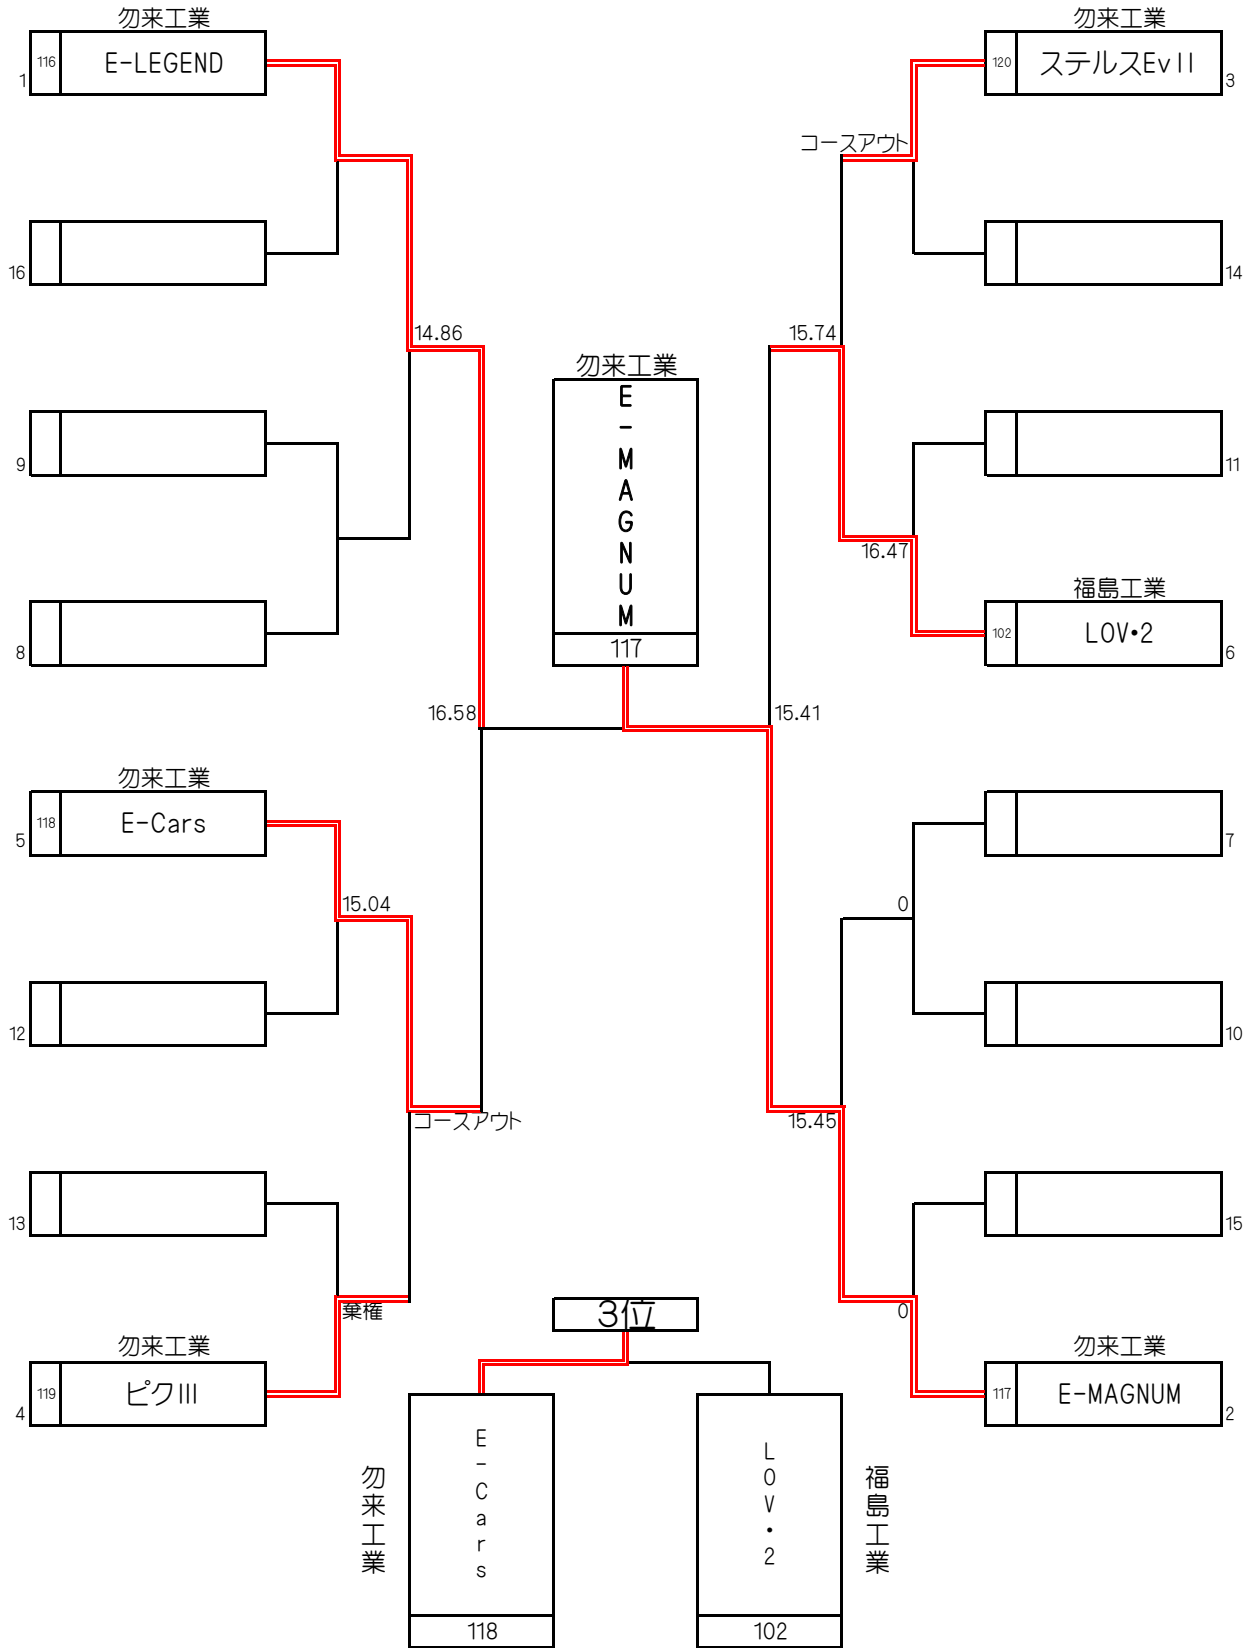 勿来工業
勿来工業
116 E-LEGEND
120 ステルスEvII
1
3
コースアウト
16
14
14.86
15.74
勿来工業
E-MAGNUM
9
11
16.47
福島工業
102 LOV・2
117
8
6
16.58
15.41
勿来工業
118 E-Cars
5
7
15.04
0
12
10
コースアウト
15.45
13
15
棄権
3位
0
勿来工業
勿来工業
119 ピクIII
117 E-MAGNUM
4
2
勿来工業
E-Cars
LOV・2
福島工業
118
102